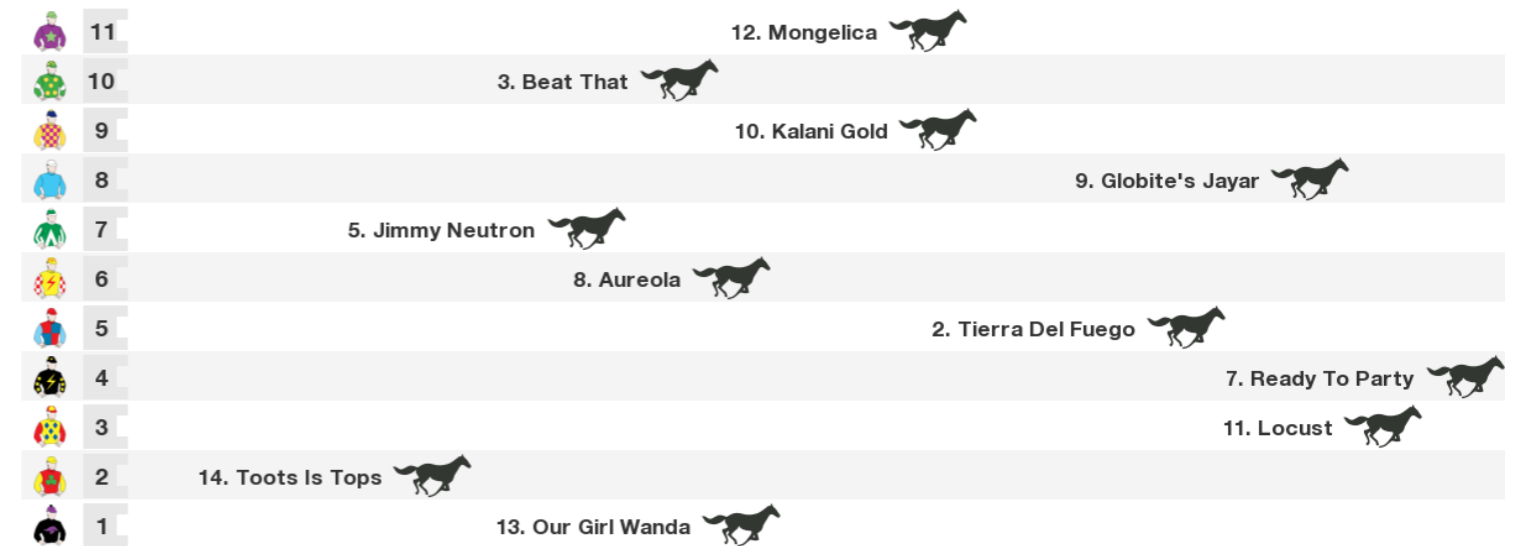 11 12. Mongelica
10 3. Beat That
9 10. Kalani Gold
8 9. Globite's Jayar
7 5. Jimmy Neutron
6 8. Aureola
5 2. Tierra Del Fuego
4 7. Ready To Party
3 11. Locust
2 14. Toots Is Tops
1 13. Our Girl Wanda